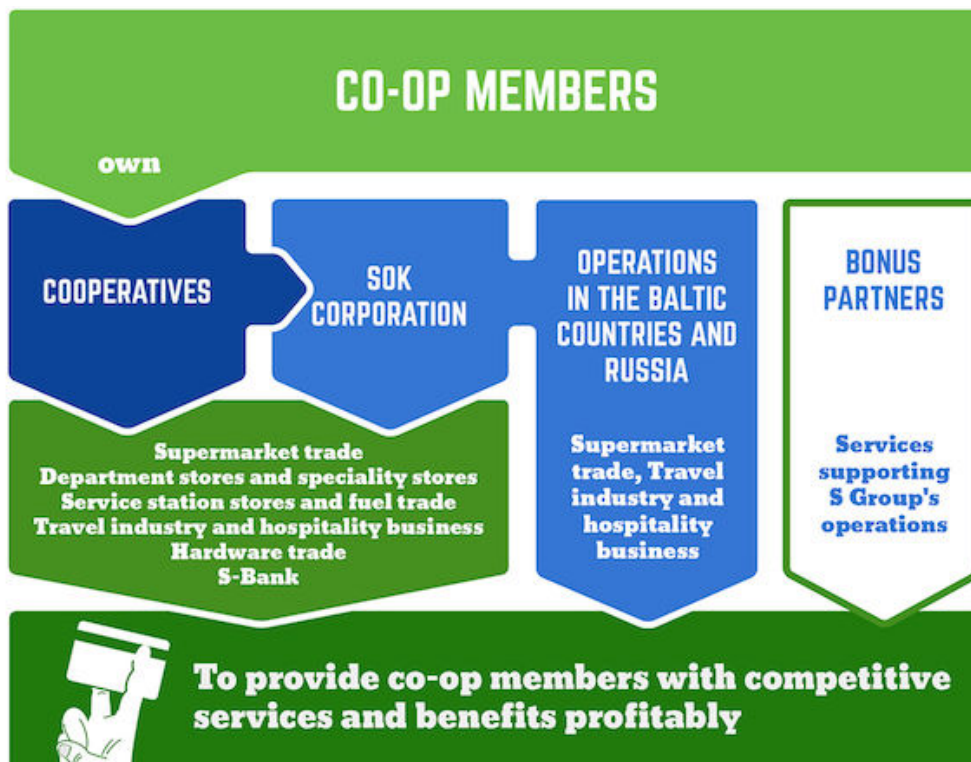 CO-OP MEMBERS
own
COOPERATIVES
SOK
CORPORATION
OPERATIONS
IN THE BALTIC
COUNTRIES AND
RUSSIA
BONUS
PARTNERS
Supermarket trade
Department stores and speciality stores
Service station stores and fuel trade
Travel industry and hospitality business
Hardware trade
S-Bank
Supermarket
trade, Travel
industry and
hospitality
business
Services
supporting
S Group's
operations
To provide co-op members with competitive
services and benefits profitably